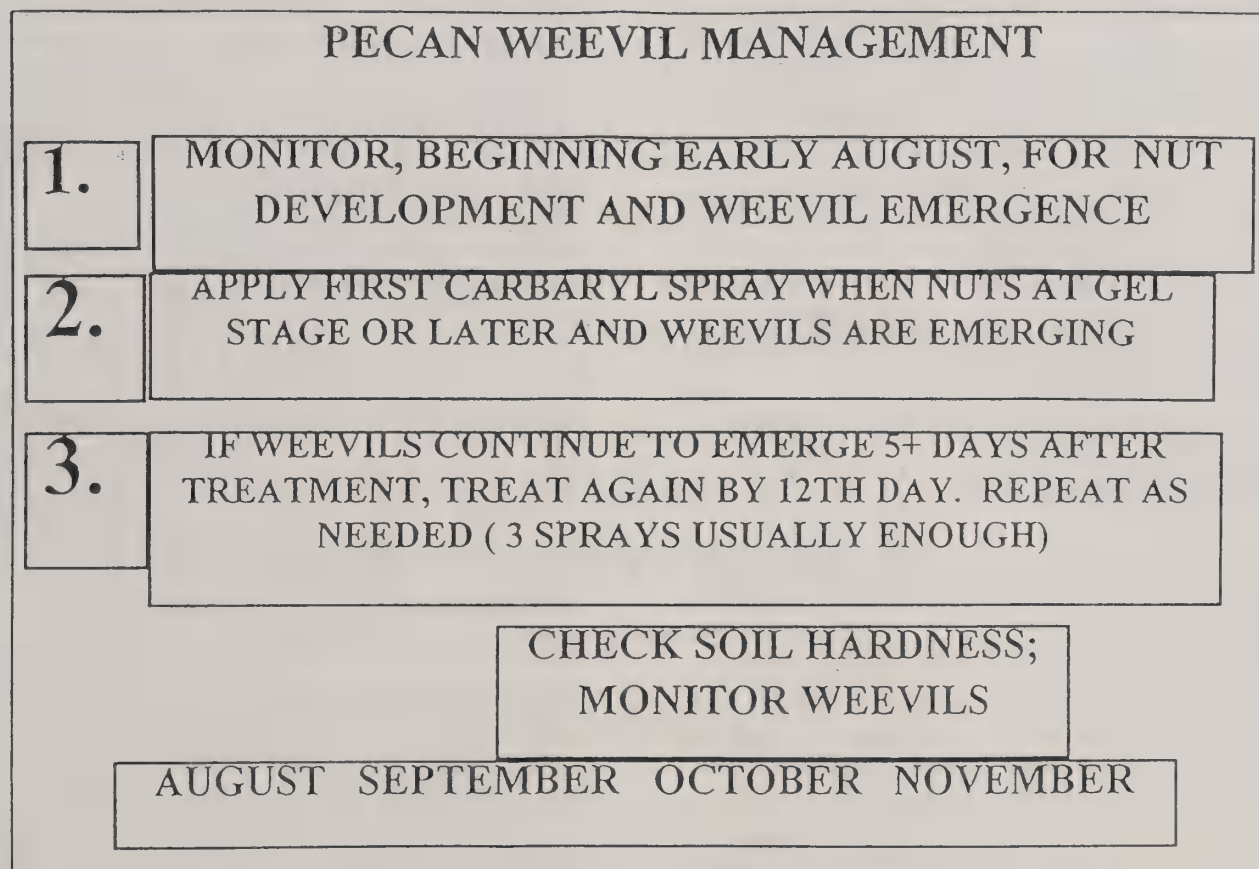 PECAN WEEVIL MANAGEMENT
1.
MONITOR, BEGINNING EARLY AUGUST, FOR NUT
DEVELOPMENT AND WEEVIL EMERGENCE
2.
APPLY FIRST CARBARYL SPRAY WHEN NUTS AT GEL
STAGE OR LATER AND WEEVILS ARE EMERGING
3.
IF WEEVILS CONTINUE TO EMERGE 5+ DAYS AFTER
TREATMENT, TREAT AGAIN BY 12TH DAY. REPEAT AS
NEEDED ( 3 SPRAYS USUALLY ENOUGH)
CHECK SOIL HARDNESS;
MONITOR WEEVILS
AUGUST SEPTEMBER OCTOBER NOVEMBER